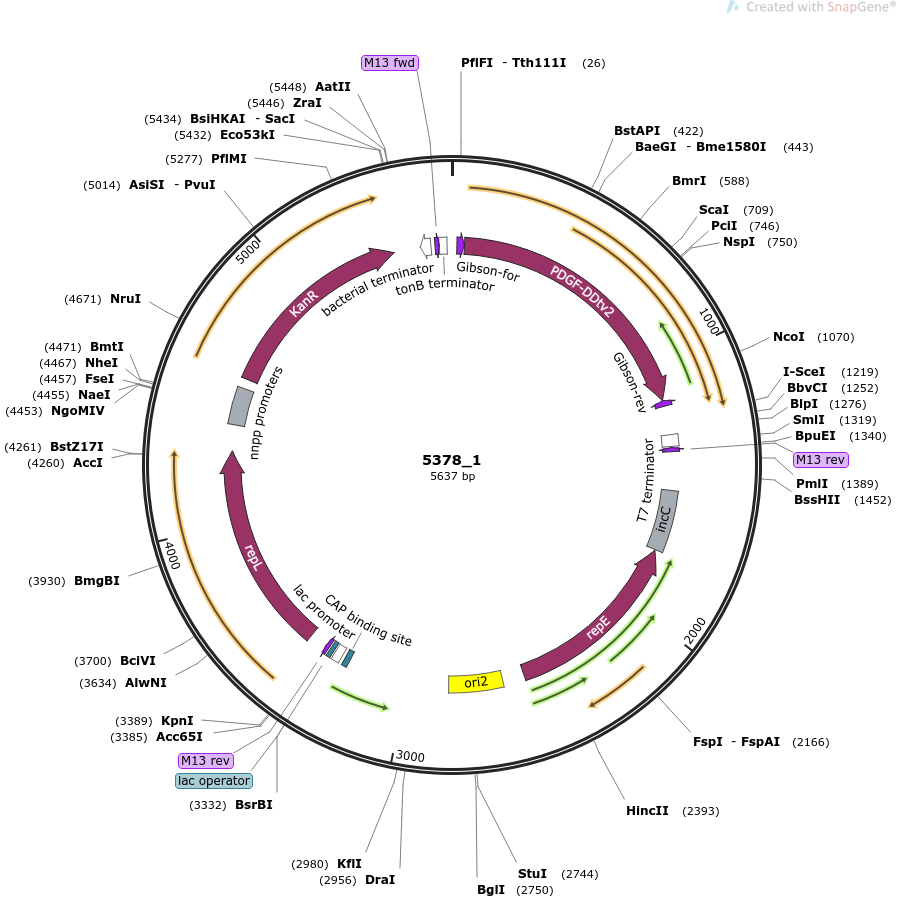 Created with SnapGene®
M13 fwd
PflFI - Tth111I (26)
(5448) AatII
(5446) ZraI
(5434) BsiHKAI - SacI
(5432) Eco53kI
(5277) PflMI
(5014) AsiSI - PvuI
BstAPI (422)
BaeGI - Bme1580I (443)
BmrI (588)
ScaI (709)
PciI (746)
NspI (750)
5000
1000
KanR
bacterial terminator
tonB terminator
Gibson-for
PDGF-DDtv2
Gibson-rev
(4671) NruI
NcoI (1070)
(4471) BmtI
(4467) NheI
(4457) FseI
(4455) NaeI
(4453) NgoMIV
I-SceI (1219)
BbvCI (1252)
BlpI (1276)
SmlI (1319)
BpuEI (1340)
M13 rev
PmlI (1389)
BssHII (1452)
nnpp promoters
(4261) BstZ17I
(4260) AccI
5378_1
5637 bp
T7 terminator
incC
4000
repL
(3930) BmgBI
lac promoter
CAP binding site
repE
2000
(3700) BciVI
(3634) AlwNI
ori2
(3389) KpnI
(3385) Acc65I
M13 rev
lac operator
(3332) BsrBI
3000
FspI - FspAI (2166)
HincII (2393)
(2980) KflI
(2956) DraI
StuI (2744)
BglI (2750)